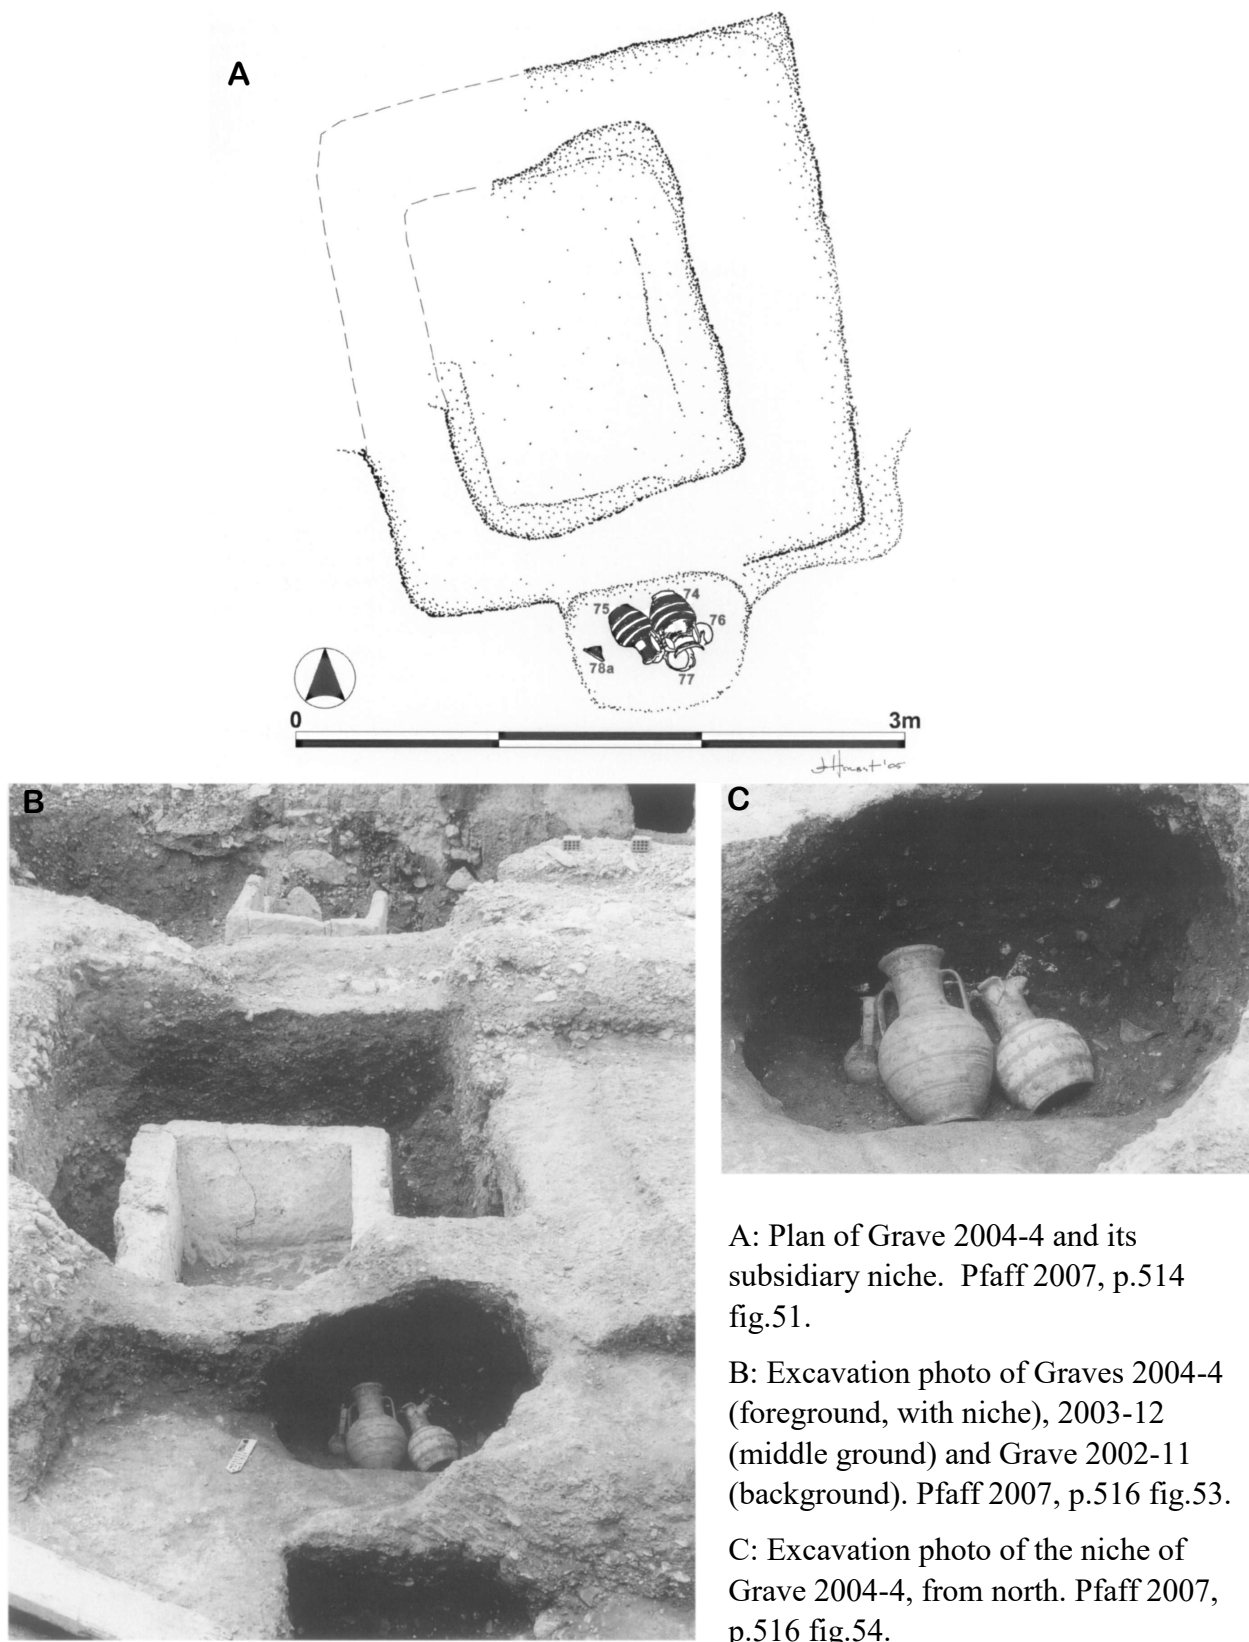 A
74
75
76
78a
77
0
3m
B
C
A: Plan of Grave 2004-4 and its
subsidiary niche. Pfaff 2007, p.514
fig.51.
B: Excavation photo of Graves 2004-4
(foreground, with niche), 2003-12
(middle ground) and Grave 2002-11
(background). Pfaff 2007, p.516 fig.53.
C: Excavation photo of the niche of
Grave 2004-4, from north. Pfaff 2007,
p.516 fig.54.